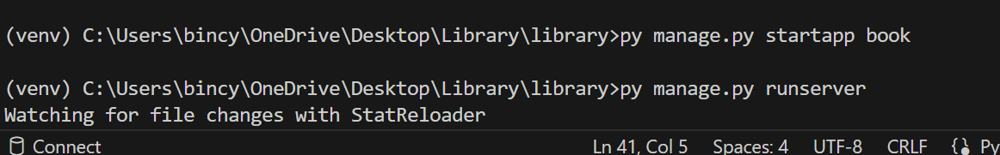 (venv) C:\Users\bincy\OneDrive\Desktop\Library\library>py manage.py startapp book
(venv) C:\Users\bincy\OneDrive\Desktop\Library\library>py manage.py runserver
Watching for file changes with StatReloader
Connect Ln 41, Col 5 Spaces: 4 UTF-8 CRLF {} Py